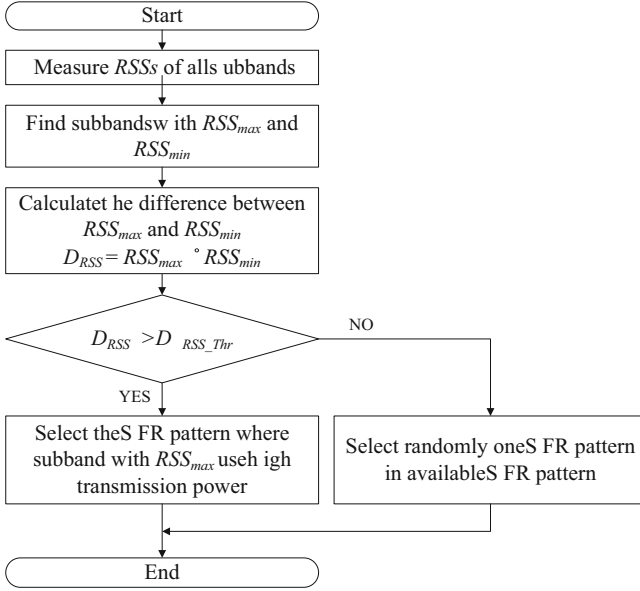 Start
Measure RSSs of alls ubbands
Find subbandsw ith RSSmax and
RSSmin
Calculatet he difference between
RSSmax and RSSmin
DRSS = RSSmax ° RSSmin
DRSS >D RSS_Thr
NO
YES
Select theS FR pattern where
subband with RSSmax useh igh
transmission power
Select randomly oneS FR pattern
in availableS FR pattern
End